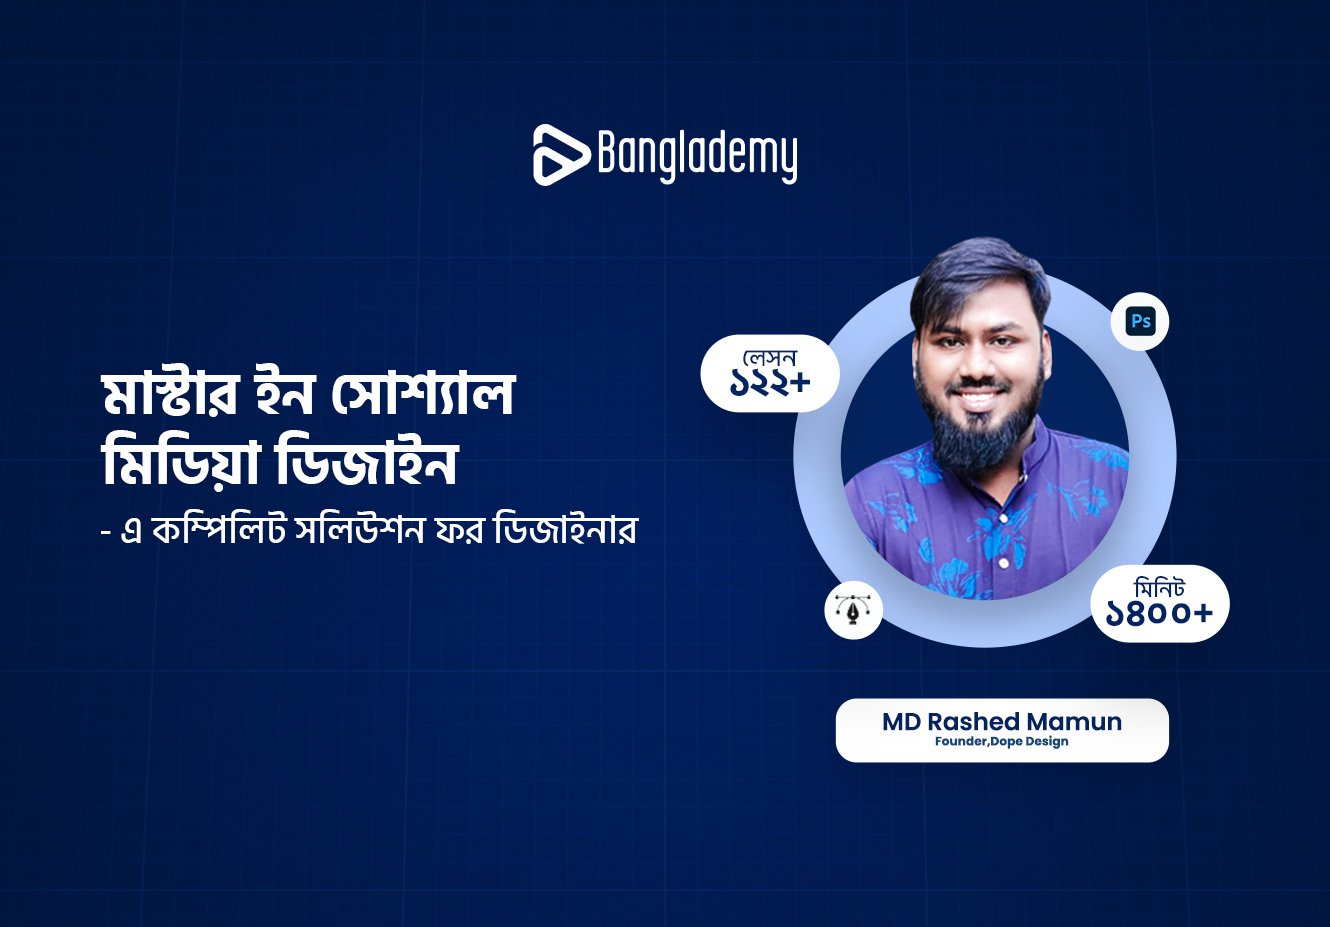 Banglademy
মাস্টার ইন সোশ্যাল
মিডিয়া ডিজাইন
- এ কম্পিলিট সলিউশন ফর ডিজাইনার
লেসন
১২২+
Ps
মিনিট
১৪০০+
MD Rashed Mamun
Founder,Dope Design